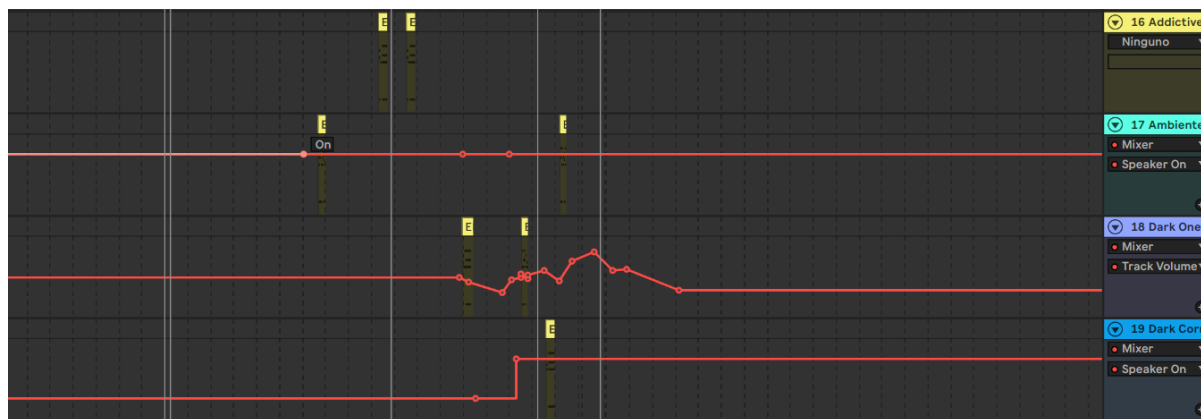 E E 16 Addictive
Ninguno
E E 17 Ambiente
On Mixer
Speaker On
E E 18 Dark One
Mixer
Track Volume
19 Dark Corr
E Mixer
Speaker On